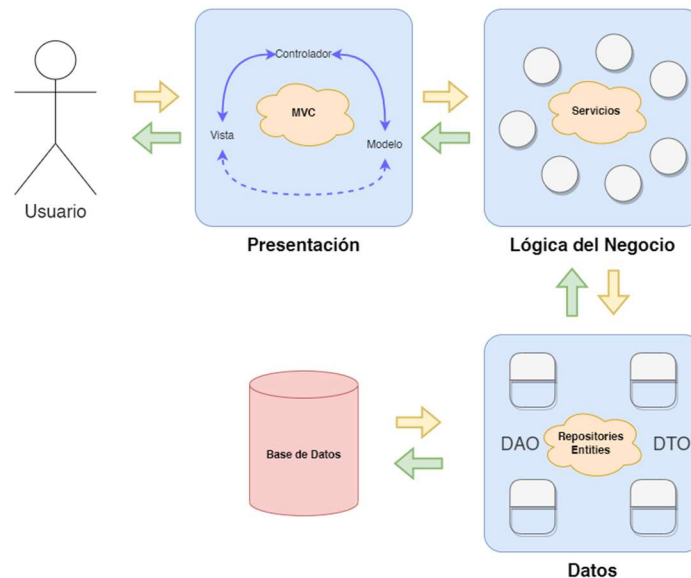 Controlador
MVC
Vista
Modelo
Servicios
Usuario
Presentación
Lógica del Negocio
Base de Datos
DAO
Repositories
Entities
DTO
Datos